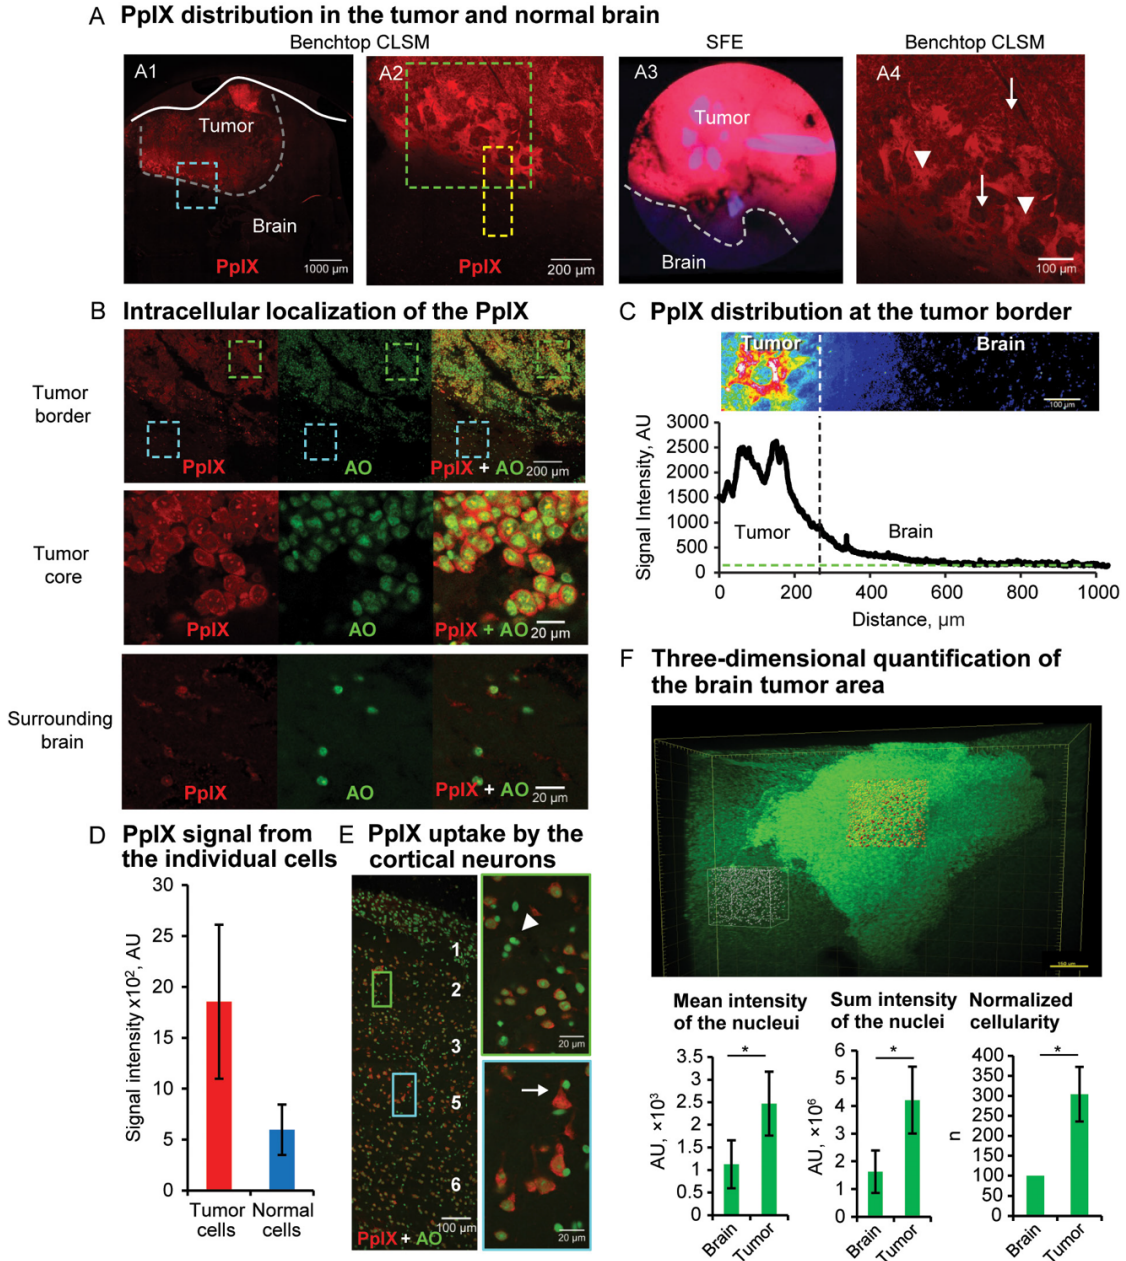 A PpIX distribution in the tumor and normal brain
Benchtop CLSM
SFE
Benchtop CLSM
A1
Tumor
Brain
PpIX
1000 µm
A2
PpIX
200 µm
A3
Tumor
Brain
A4
100 µm
B Intracellular localization of the PpIX
Tumor
border
PpIX
AO
PpIX + AO
200 µm
Tumor
core
PpIX
AO
PpIX + AO
20 µm
Surrounding
brain
PpIX
AO
PpIX + AO
20 µm
C PpIX distribution at the tumor border
Tumor
Brain
100 µm
Signal Intensity, AU
3000
2500
2000
1500
1000
500
0
Tumor
Brain
0 200 400 600 800 1000
Distance, µm
D PpIX signal from
the individual cells
Signal intensity x10², AU
30
25
20
15
10
5
0
Tumor
cells
Normal
cells
E PpIX uptake by the
cortical neurons
1
2
3
5
6
100 µm
PpIX + AO
20 µm
20 µm
F Three-dimensional quantification of
the brain tumor area
Mean intensity
of the nucleui
AU, ×10³
3.5
3
2.5
2
1.5
1
0.5
0
*
Brain
Tumor
Sum intensity
of the nuclei
AU, ×10⁶
6
5
4
3
2
1
0
*
Brain
Tumor
Normalized
cellularity
n
400
350
300
250
200
150
100
50
0
*
Brain
Tumor